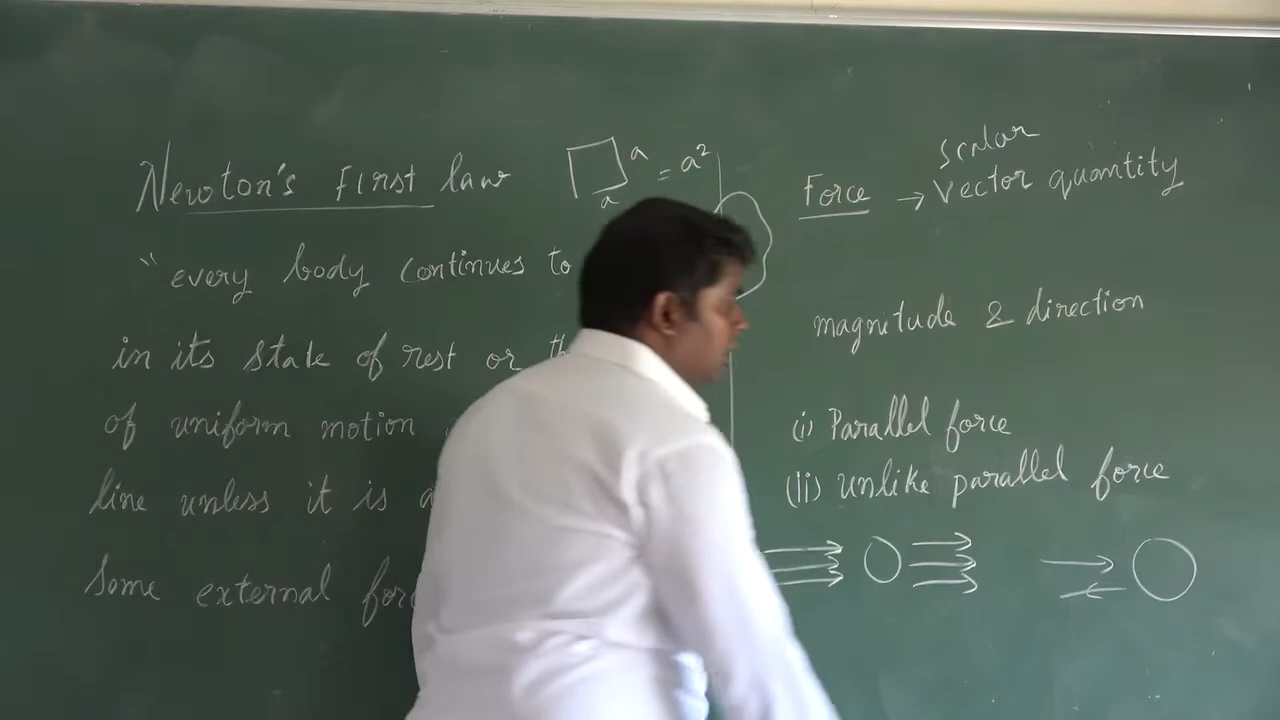 Newton's First law
a
a
= a²
"every body continues to
in its state of rest or
of uniform motion
line unless it is
some external
Scalar
Force → Vector quantity
magnitude & direction
(i) Parallel force
(ii) unlike parallel force